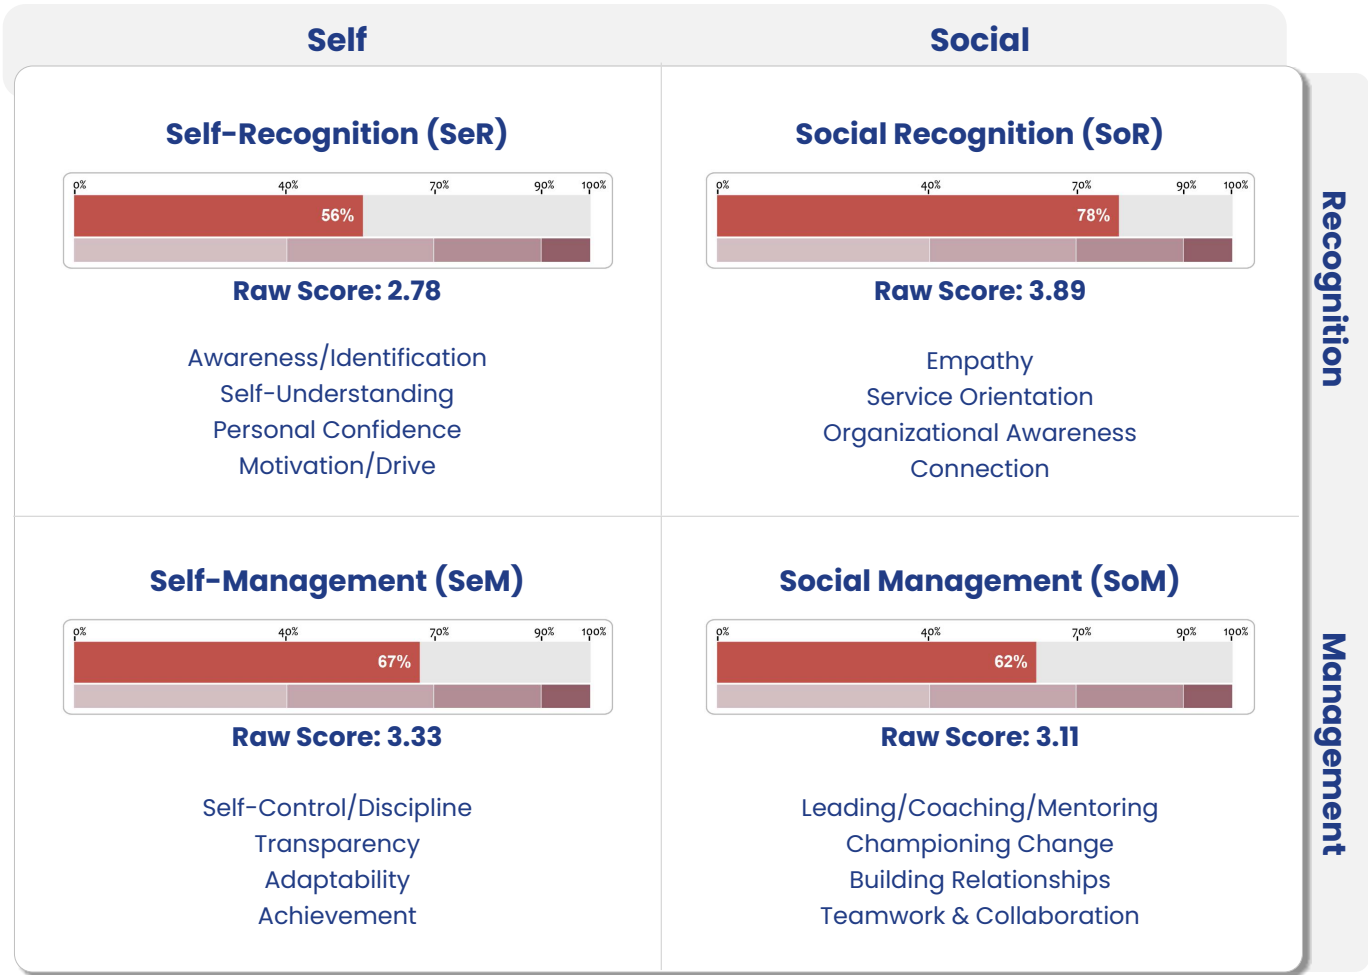 Self
Social
Self-Recognition (SeR)
0% 40% 70% 90% 100%
56%
Raw Score: 2.78
Awareness/Identification
Self-Understanding
Personal Confidence
Motivation/Drive
Social Recognition (SoR)
0% 40% 70% 90% 100%
78%
Raw Score: 3.89
Empathy
Service Orientation
Organizational Awareness
Connection
Recognition
Self-Management (SeM)
0% 40% 70% 90% 100%
67%
Raw Score: 3.33
Self-Control/Discipline
Transparency
Adaptability
Achievement
Social Management (SoM)
0% 40% 70% 90% 100%
62%
Raw Score: 3.11
Leading/Coaching/Mentoring
Championing Change
Building Relationships
Teamwork & Collaboration
Management